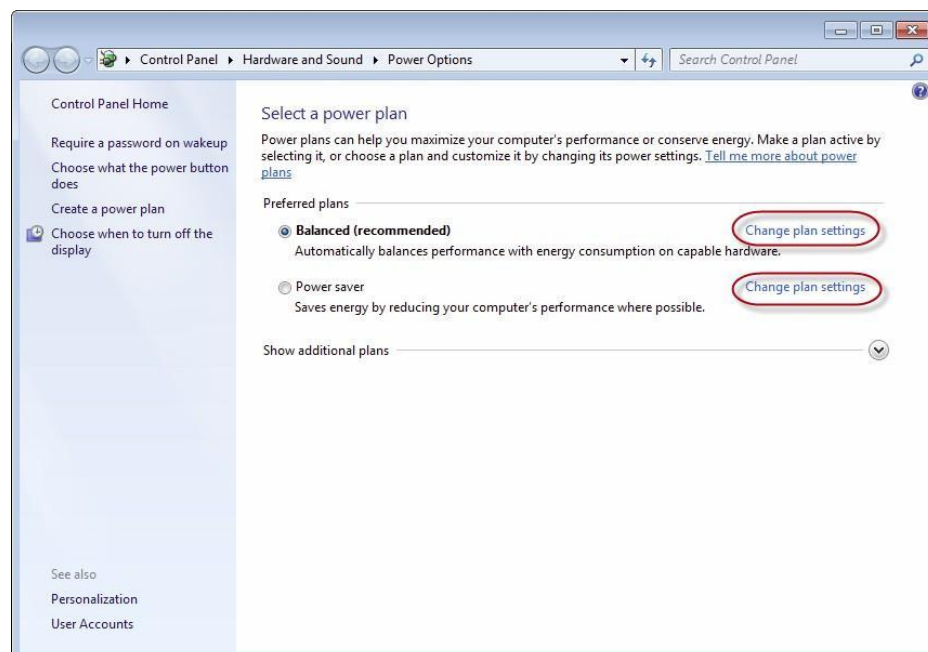 Control Panel ▸ Hardware and Sound ▸ Power Options
Search Control Panel
Control Panel Home
Require a password on wakeup
Choose what the power button
does
Create a power plan
Choose when to turn off the
display
See also
Personalization
User Accounts
Select a power plan
Power plans can help you maximize your computer's performance or conserve energy. Make a plan active by
selecting it, or choose a plan and customize it by changing its power settings. Tell me more about power
plans
Preferred plans
Balanced (recommended) Change plan settings
Automatically balances performance with energy consumption on capable hardware.
Power saver Change plan settings
Saves energy by reducing your computer's performance where possible.
Show additional plans